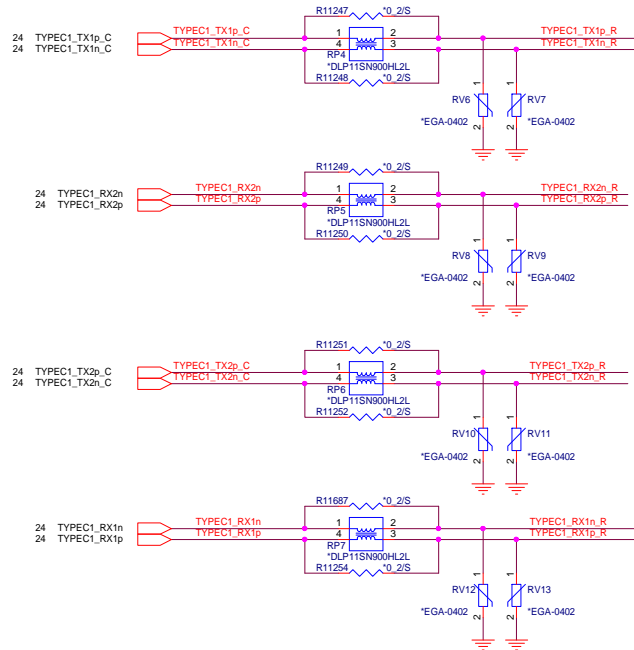 R11247 *0_2/S
24 TYPEC1_TX1p_C TYPEC1_TX1p_C 1 2 TYPEC1_TX1p_R
24 TYPEC1_TX1n_C TYPEC1_TX1n_C 4 3 TYPEC1_TX1n_R
RP4
*DLP11SN900HL2L
R11248 *0_2/S
1 1
RV6 RV7
2 2
*EGA-0402 *EGA-0402
R11249 *0_2/S
24 TYPEC1_RX2n TYPEC1_RX2n 1 2 TYPEC1_RX2n_R
24 TYPEC1_RX2p TYPEC1_RX2p 4 3 TYPEC1_RX2p_R
RP5
*DLP11SN900HL2L
R11250 *0_2/S
1 1
RV8 RV9
2 2
*EGA-0402 *EGA-0402
R11251 *0_2/S
24 TYPEC1_TX2p_C TYPEC1_TX2p_C 1 2 TYPEC1_TX2p_R
24 TYPEC1_TX2n_C TYPEC1_TX2n_C 4 3 TYPEC1_TX2n_R
RP6
*DLP11SN900HL2L
R11252 *0_2/S
1 1
RV10 RV11
2 2
*EGA-0402 *EGA-0402
R11687 *0_2/S
24 TYPEC1_RX1n TYPEC1_RX1n 1 2 TYPEC1_RX1n_R
24 TYPEC1_RX1p TYPEC1_RX1p 4 3 TYPEC1_RX1p_R
RP7
*DLP11SN900HL2L
R11254 *0_2/S
1 1
RV12 RV13
2 2
*EGA-0402 *EGA-0402